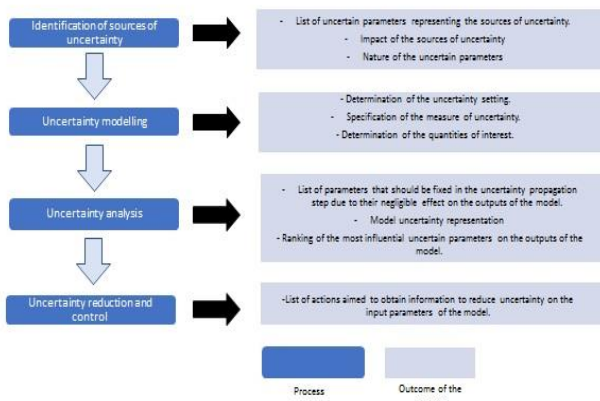 Identification of sources of
uncertainty
- List of uncertain parameters representing the sources of uncertainty.
- Impact of the sources of uncertainty
- Nature of the uncertain parameters
Uncertainty modelling
- Determination of the uncertainty setting.
- Specification of the measure of uncertainty.
- Determination of the quantities of interest.
Uncertainty analysis
- List of parameters that should be fixed in the uncertainty propagation
step due to their negligible effect on the outputs of the model.
- Model uncertainty representation
- Ranking of the most influential uncertain parameters on the outputs of the
model.
Uncertainty reduction and
control
-List of actions aimed to obtain information to reduce uncertainty on the
input parameters of the model.
Process
Outcome of the